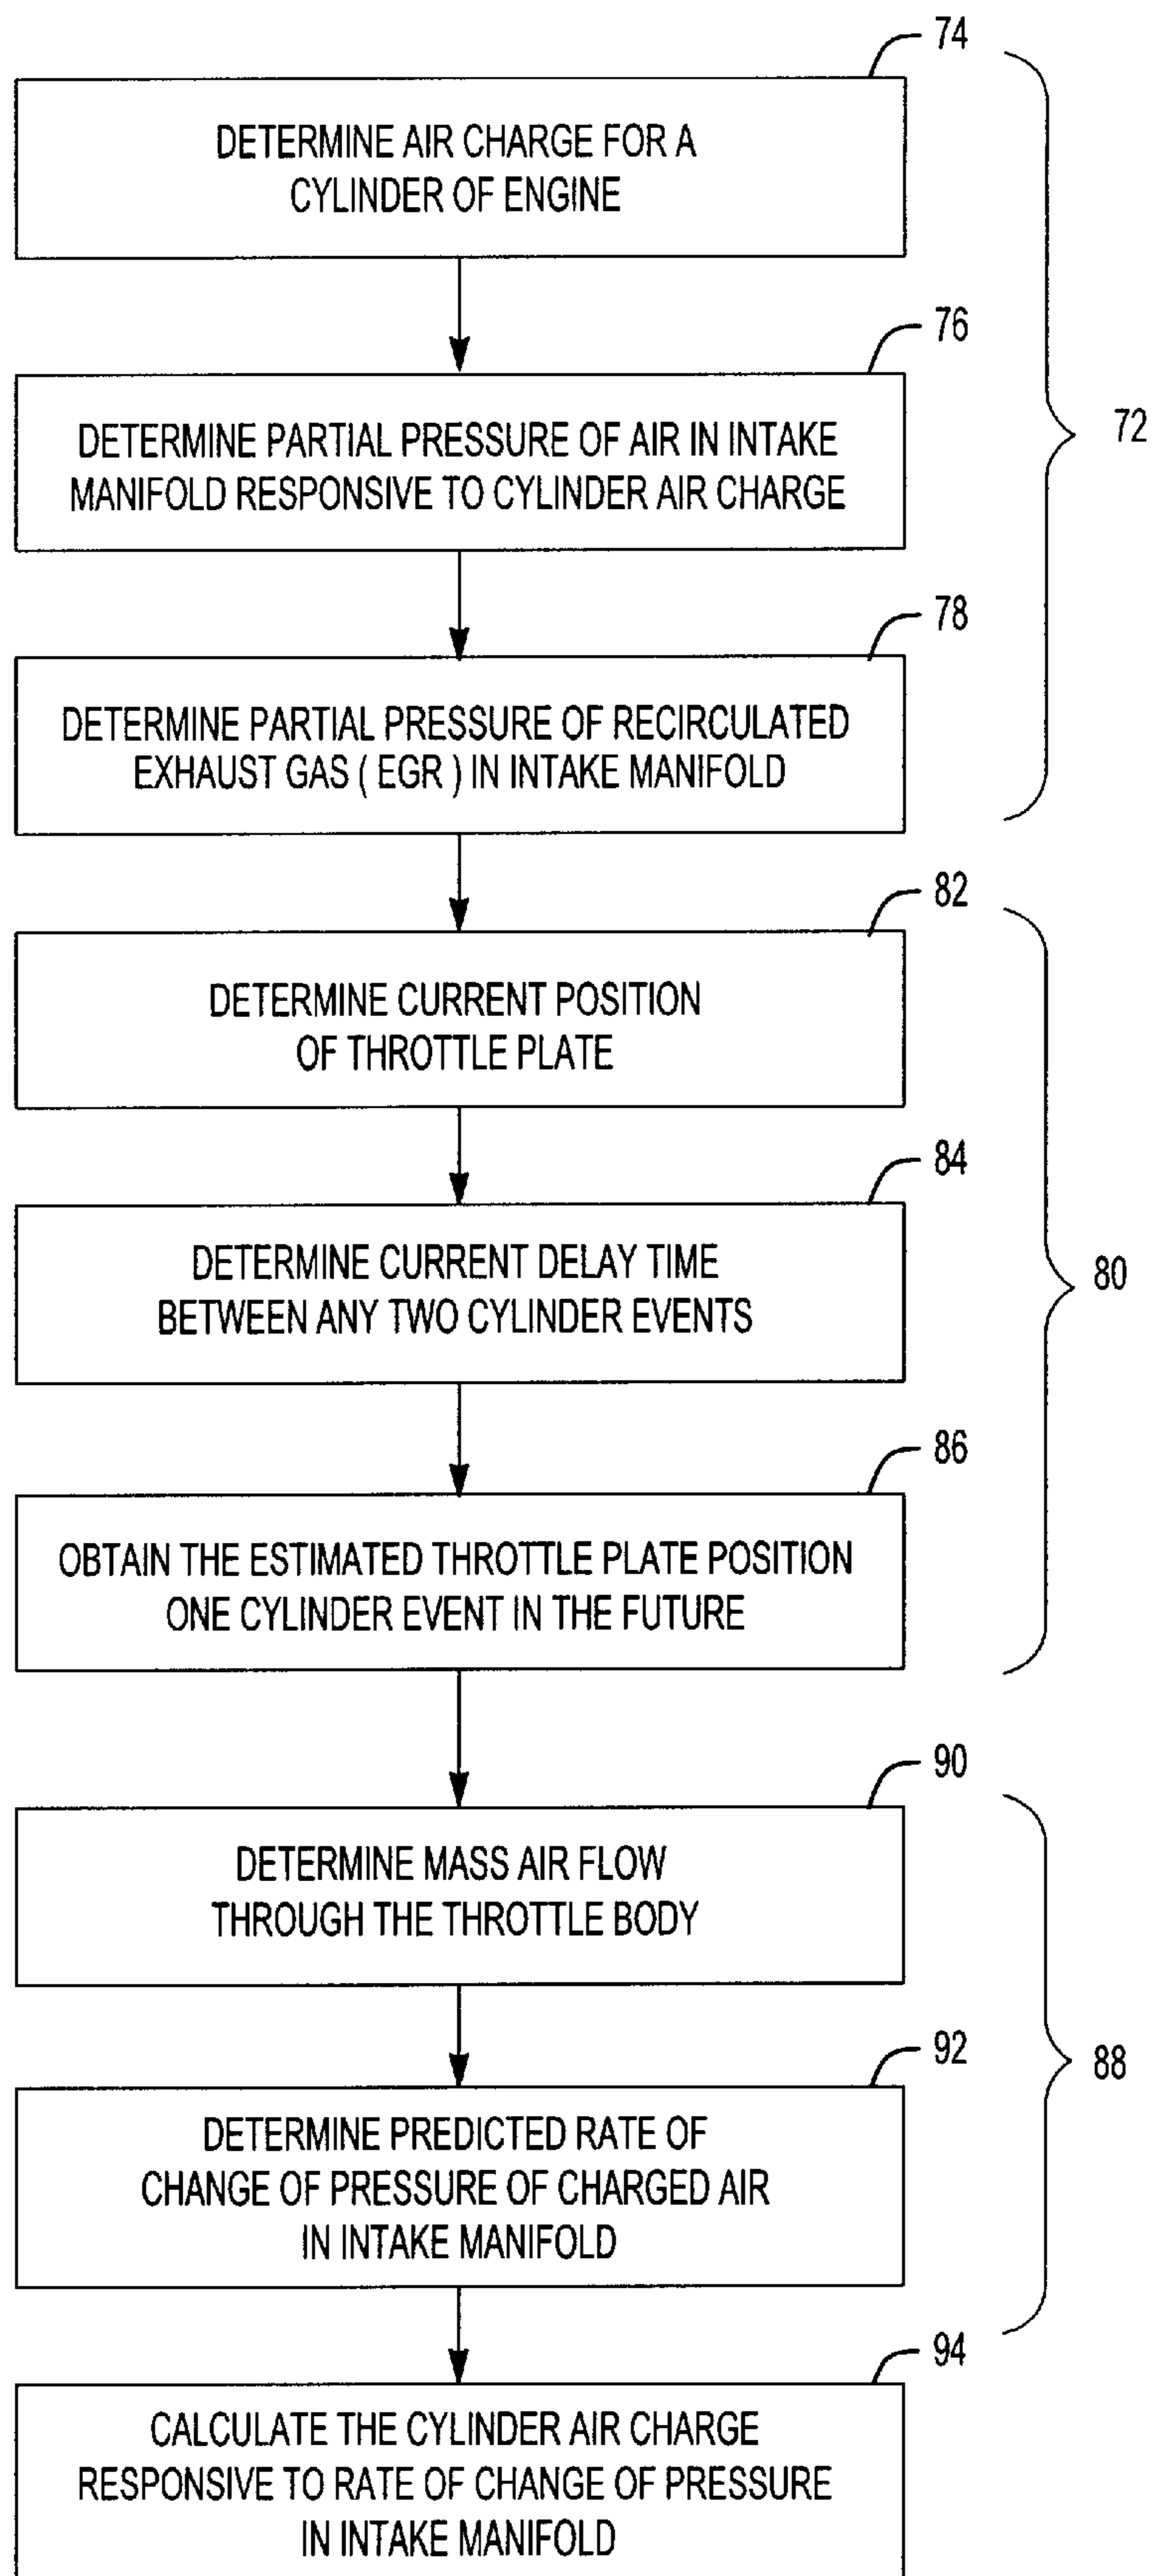 74
DETERMINE AIR CHARGE FOR A
CYLINDER OF ENGINE
76
DETERMINE PARTIAL PRESSURE OF AIR IN INTAKE
MANIFOLD RESPONSIVE TO CYLINDER AIR CHARGE
72
78
DETERMINE PARTIAL PRESSURE OF RECIRCULATED
EXHAUST GAS ( EGR ) IN INTAKE MANIFOLD
82
DETERMINE CURRENT POSITION
OF THROTTLE PLATE
84
DETERMINE CURRENT DELAY TIME
BETWEEN ANY TWO CYLINDER EVENTS
80
86
OBTAIN THE ESTIMATED THROTTLE PLATE POSITION
ONE CYLINDER EVENT IN THE FUTURE
90
DETERMINE MASS AIR FLOW
THROUGH THE THROTTLE BODY
92
88
DETERMINE PREDICTED RATE OF
CHANGE OF PRESSURE OF CHARGED AIR
IN INTAKE MANIFOLD
94
CALCULATE THE CYLINDER AIR CHARGE
RESPONSIVE TO RATE OF CHANGE OF PRESSURE
IN INTAKE MANIFOLD